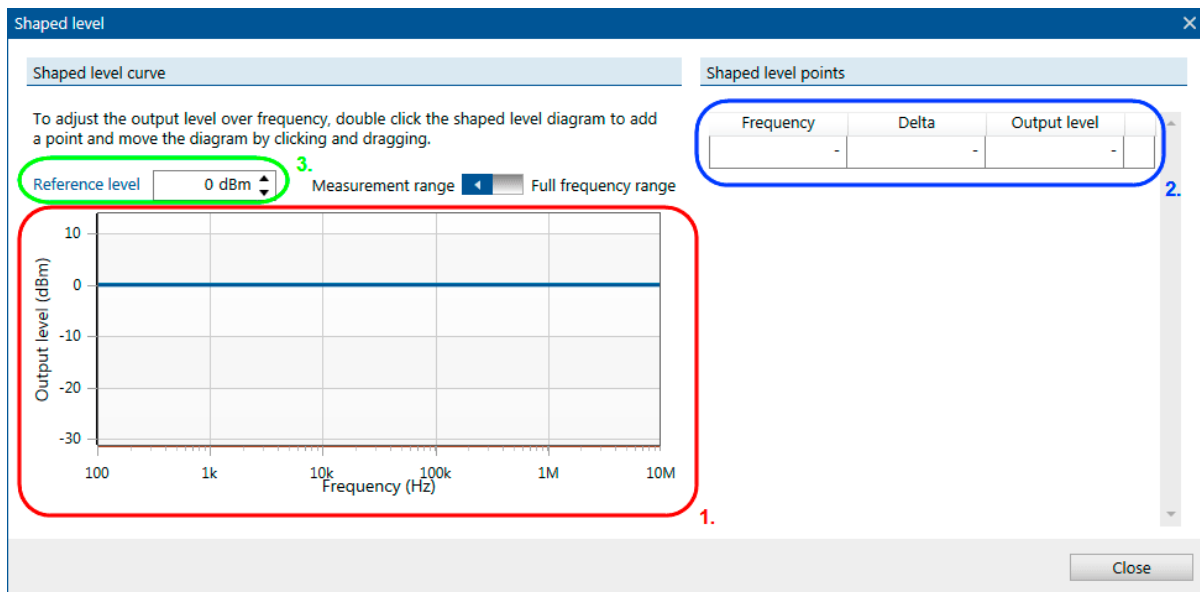 Shaped level
Shaped level curve
To adjust the output level over frequency, double click the shaped level diagram to add
a point and move the diagram by clicking and dragging.
3.
Reference level 0 dBm Measurement range Full frequency range
Output level (dBm)
10
0
-10
-20
-30
100 1k 10k 100k 1M 10M
Frequency (Hz)
1.
Shaped level points
Frequency Delta Output level
- - -
2.
Close